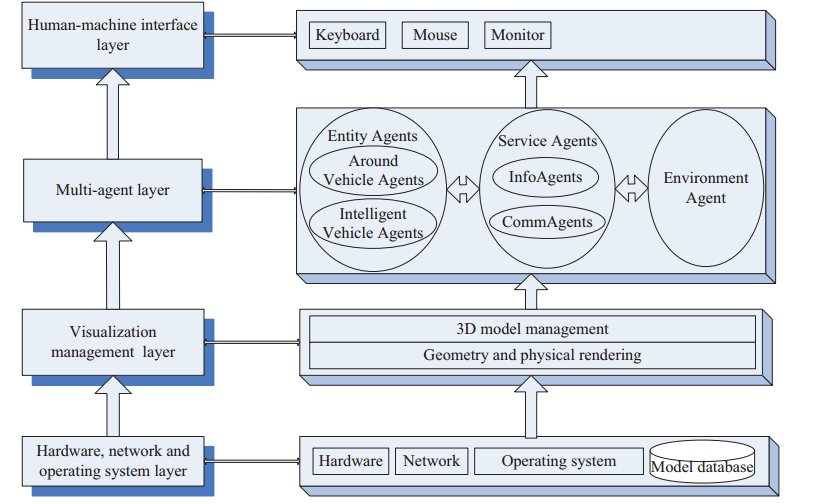 Human-machine interface
layer
Keyboard
Mouse
Monitor
Multi-agent layer
Entity Agents
Around
Vehicle Agents
Intelligent
Vehicle Agents
Service Agents
InfoAgents
CommAgents
Environment
Agent
Visualization
management layer
3D model management
Geometry and physical rendering
Hardware, network and
operating system layer
Hardware
Network
Operating system
Model database